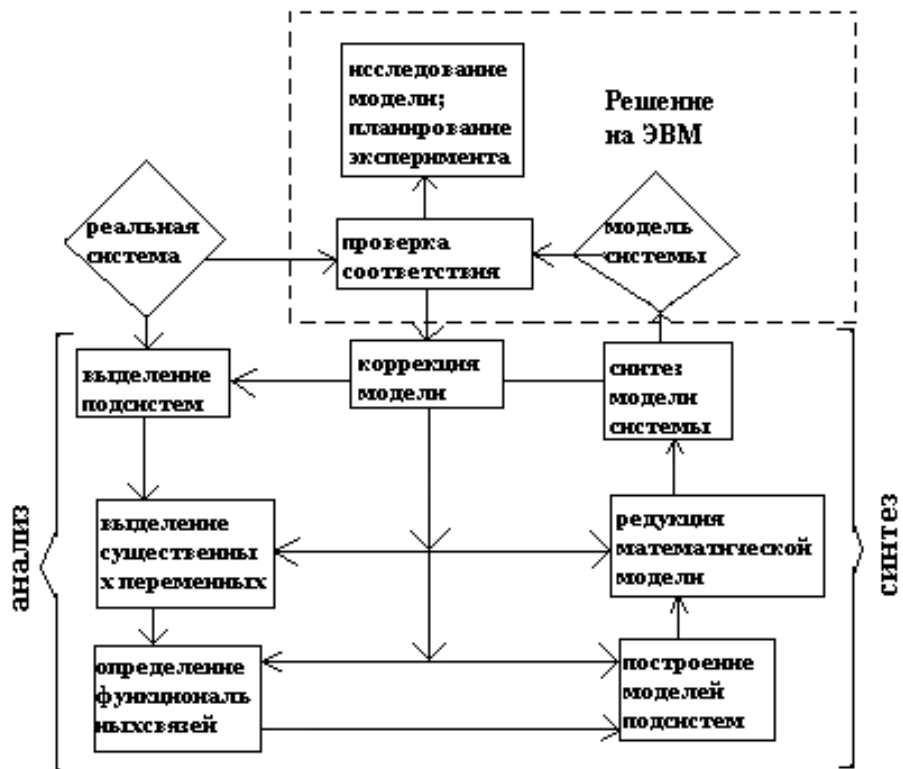 исследование
модели;
планирование
эксперимента
Решение
на ЭВМ
реальная
система
проверка
соответствия
модель
системы
выделение
подсистем
коррекция
модели
синтез
модели
системы
анализ
выделение
существенны
х переменных
редукция
математической
модели
синтез
определение
функциональ
ныхсвязей
построение
моделей
подсистем